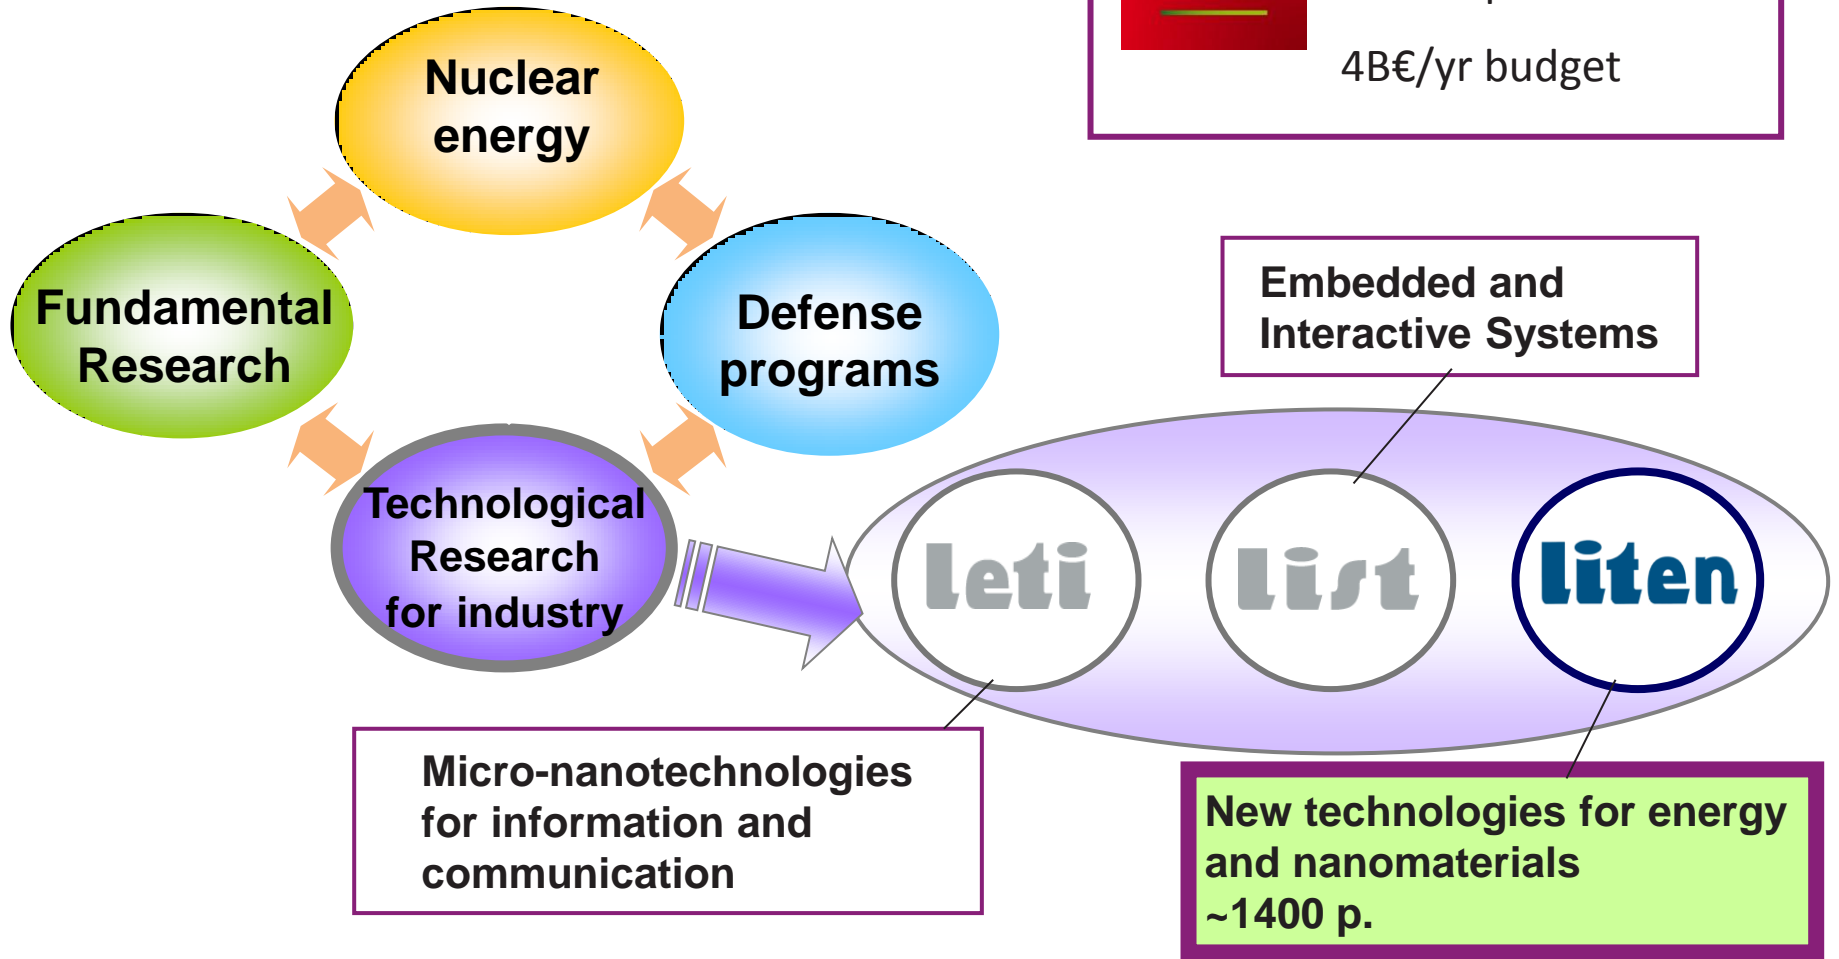 4B€/yr budget
Nuclear
energy
Fundamental
Research
Defense
programs
Technological
Research
for industry
Embedded and
Interactive Systems
leti
list
liten
Micro-nanotechnologies
for information and
communication
New technologies for energy
and nanomaterials
~1400 p.